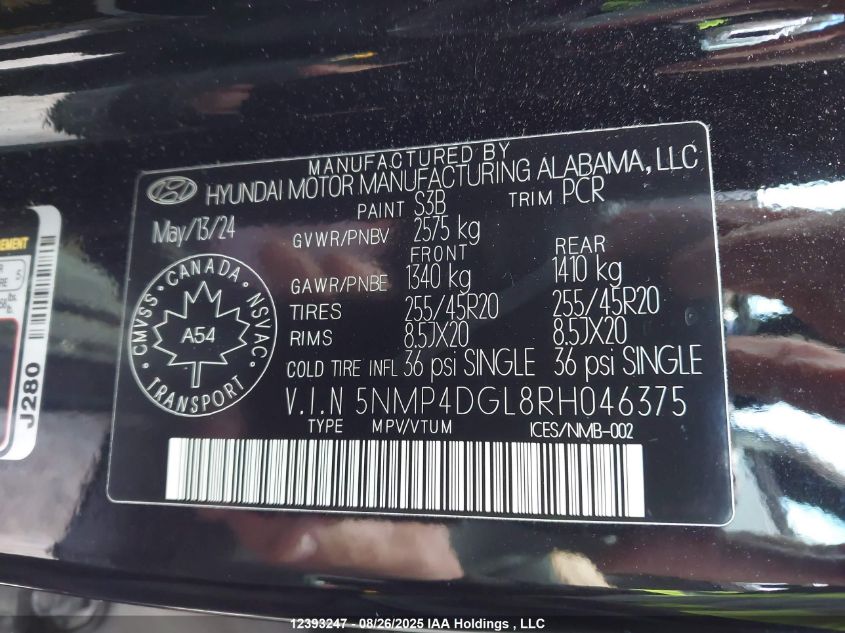 MANUFACTURED BY
HYUNDAI MOTOR MANUFACTURING ALABAMA, LLC
PAINT S3B TRIM PCR
May/13/24 GVWR/PNBV 2575 kg
FRONT REAR
GAWR/PNBE 1340 kg 1410 kg
TIRES 255/45R20 255/45R20
RIMS 8.5JX20 8.5JX20
COLD TIRE INFL 36 psi SINGLE 36 psi SINGLE
V.I.N 5NMP4DGL8RH046375
TYPE MPV/VTUM ICES/NMB-002
CMVSS • CANADA • NSVAC
A54
TRANSPORT
5
lbs.
lb.
J280
12393247 - 08/26/2025 IAA Holdings , LLC